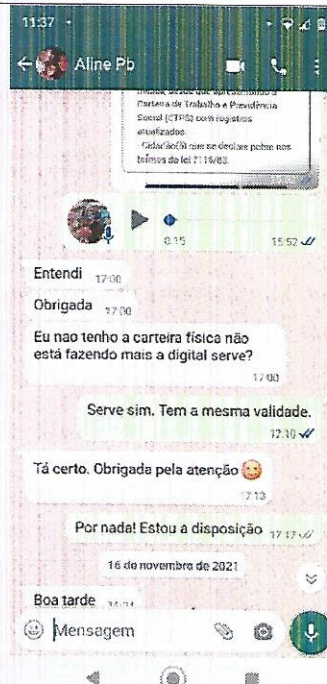 11:37
Aline Pb
Carteira de Trabalho e Previdência
Social (CTPS) com registros
atualizados.
Cidadão(ã) que se declare pobre nos
termos da lei 7115/83.
0:15 15:52
Entendi 17:00
Obrigada 17:00
Eu nao tenho a carteira física não
está fazendo mais a digital serve?
17:00
Serve sim. Tem a mesma validade.
Tá certo. Obrigada pela atenção
17:13
Por nada! Estou a disposição 17:17
16 de novembro de 2021
Boa tarde
Mensagem